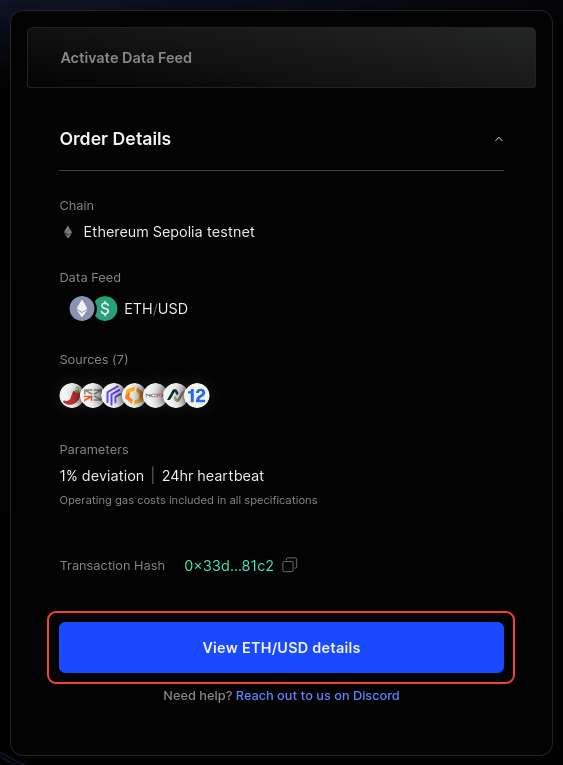 Activate Data Feed
Order Details
Chain
Ethereum Sepolia testnet
Data Feed
$ ETH/USD
Sources (7)
12
Parameters
1% deviation | 24hr heartbeat
Operating gas costs included in all specifications
Transaction Hash 0x33d...81c2
View ETH/USD details
Need help? Reach out to us on Discord